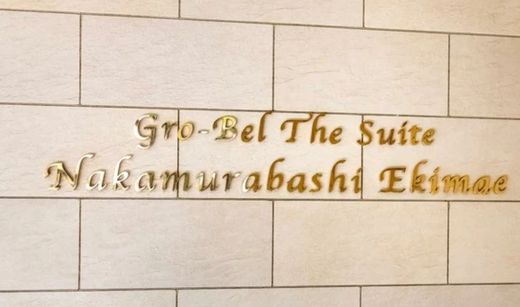 Gro-Bel The Suite
Nakamurabashi Ekimae